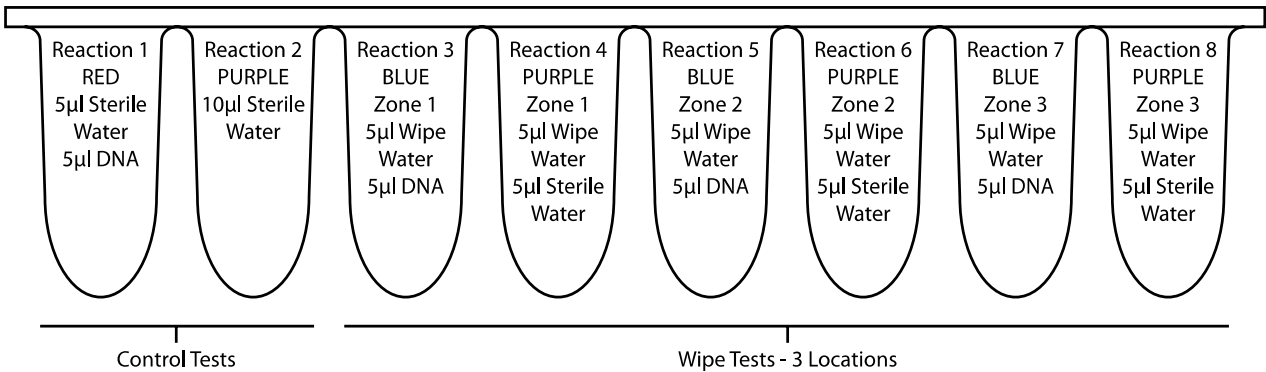 Reaction 1
RED
5µl Sterile
Water
5µl DNA
Reaction 2
PURPLE
10µl Sterile
Water
Reaction 3
BLUE
Zone 1
5µl Wipe
Water
5µl DNA
Reaction 4
PURPLE
Zone 1
5µl Wipe
Water
5µl Sterile
Water
Reaction 5
BLUE
Zone 2
5µl Wipe
Water
5µl DNA
Reaction 6
PURPLE
Zone 2
5µl Wipe
Water
5µl Sterile
Water
Reaction 7
BLUE
Zone 3
5µl Wipe
Water
5µl DNA
Reaction 8
PURPLE
Zone 3
5µl Wipe
Water
5µl Sterile
Water
Control Tests
Wipe Tests - 3 Locations